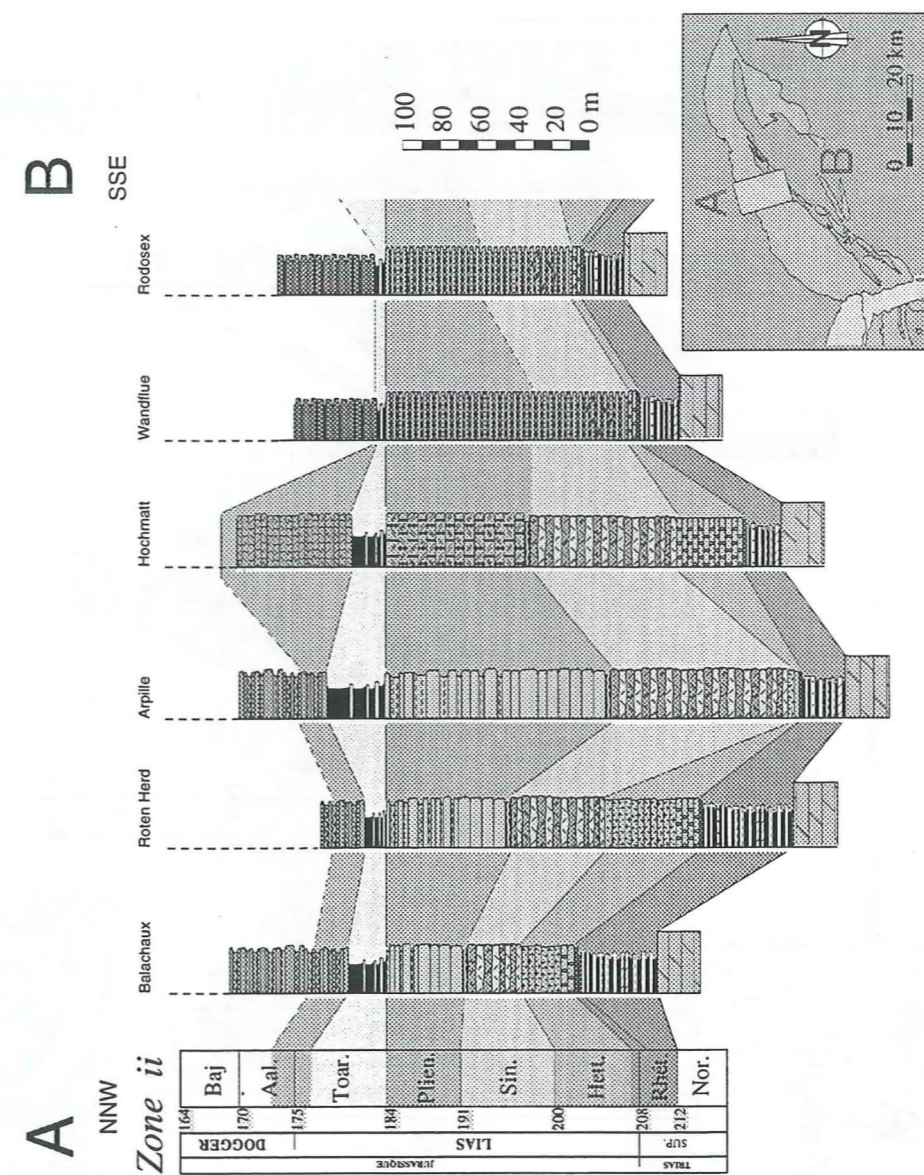 A
NNW
B
SSE
Zone ii
Balachaux
Roten Herd
Arpille
Hochmatt
Wandflue
Rodosex
164
170
175
184
191
200
208
212
Baj
Aal.
Toar.
Plien.
Sin.
Hett.
Rhét.
Nor.
DOGGER
LIAS
SUP.
JURASSIQUE
TRIAS
100
80
60
40
20
0 m
A
B
N
0 10 20 km